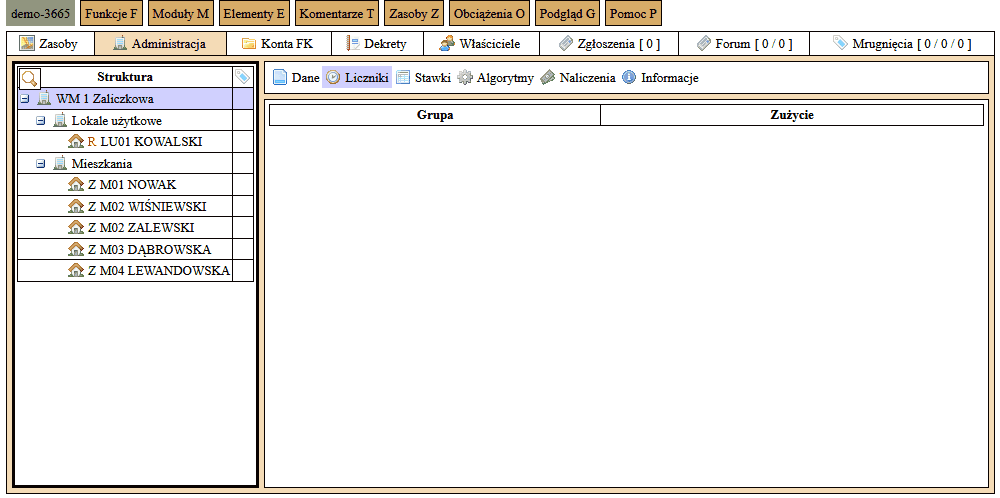 demo-3665 Funkcje F Moduły M Elementy E Komentarze T Zasoby Z Obciążenia O Podgląd G Pomoc P
Zasoby Administracja Konta FK Dekrety Właściciele Zgłoszenia [ 0 ] Forum [ 0 / 0 ] Mrugnięcia [ 0 / 0 / 0 ]
Struktura
WM 1 Zaliczkowa
Lokale użytkowe
R LU01 KOWALSKI
Mieszkania
Z M01 NOWAK
Z M02 WIŚNIEWSKI
Z M02 ZALEWSKI
Z M03 DĄBROWSKA
Z M04 LEWANDOWSKA
Dane Liczniki Stawki Algorytmy Naliczenia Informacje
Grupa Zużycie